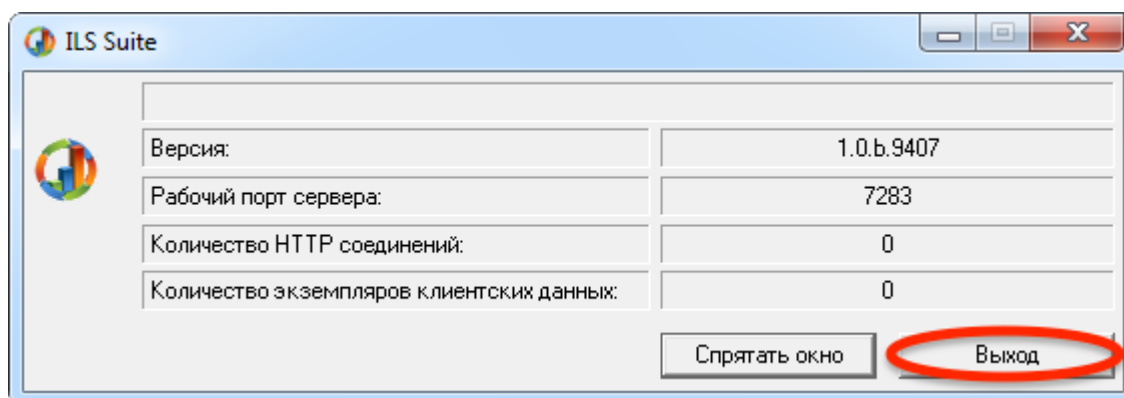 ILS Suite
Версия: 1.0.b.9407
Рабочий порт сервера: 7283
Количество HTTP соединений: 0
Количество экземпляров клиентских данных: 0
Спрятать окно Выход